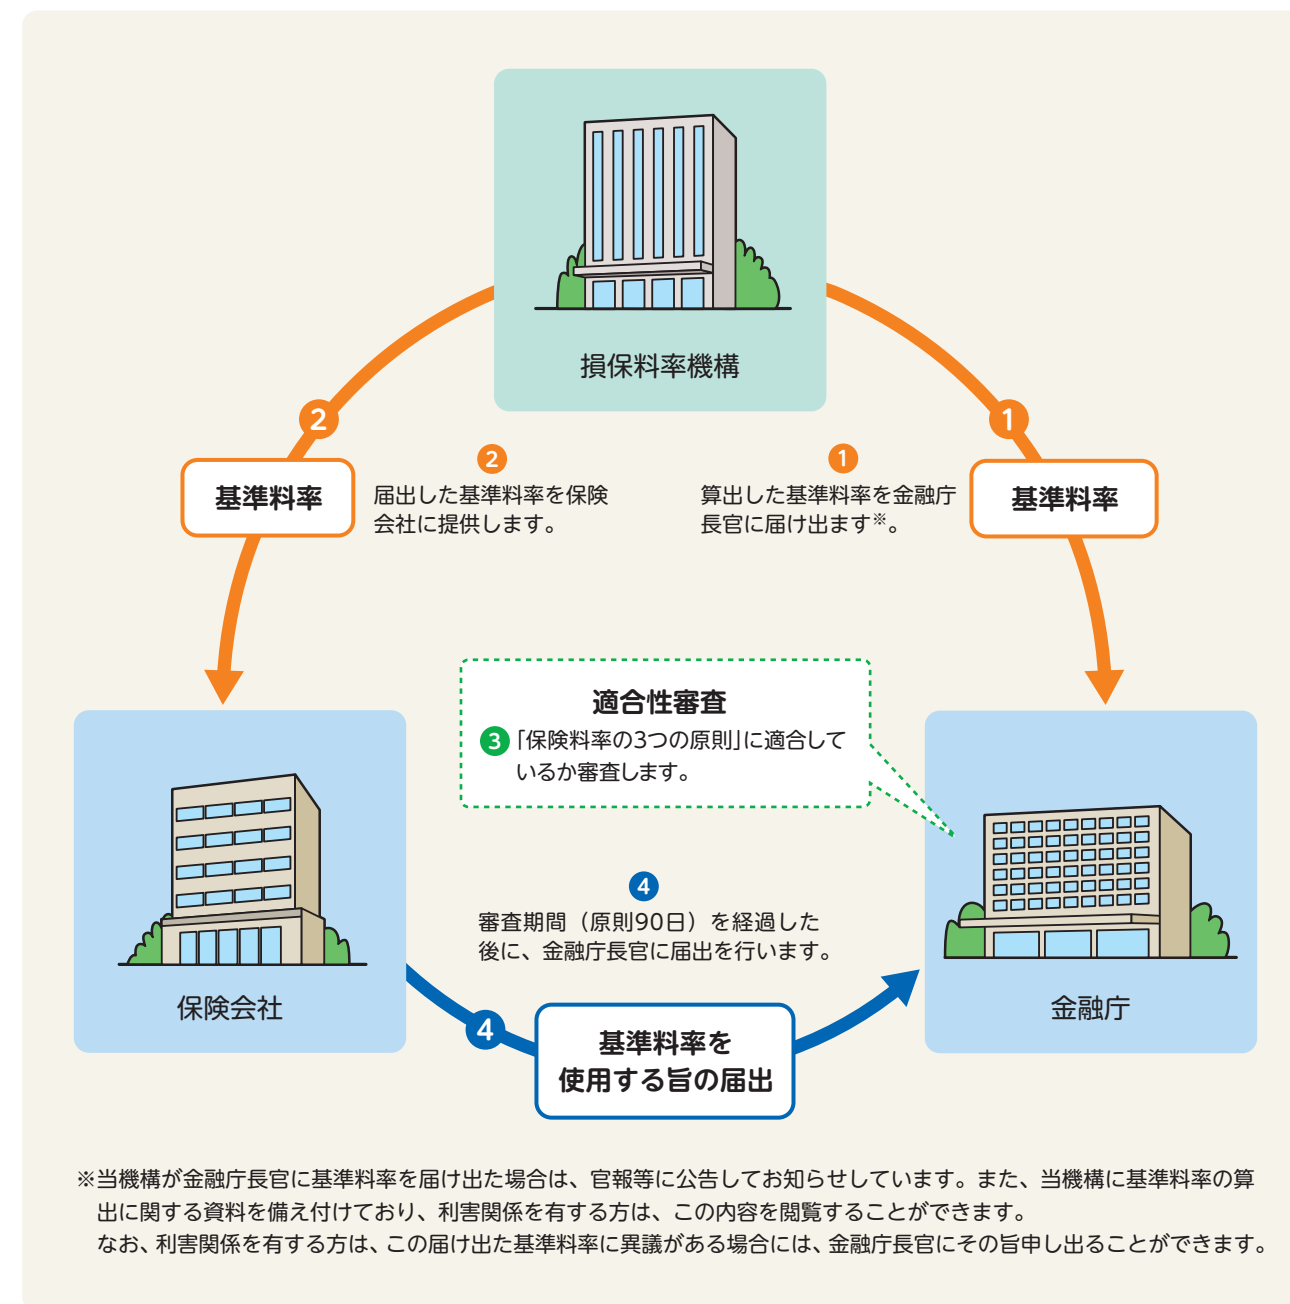 損保料率機構
2
1
基準料率
2
届出した基準料率を保険
会社に提供します。
1
算出した基準料率を金融庁
長官に届け出ます※。
基準料率
適合性審査
3 「保険料率の3つの原則」に適合して
いるか審査します。
保険会社
金融庁
4
審査期間（原則90日）を経過した
後に、金融庁長官に届出を行います。
4
基準料率を
使用する旨の届出
※当機構が金融庁長官に基準料率を届け出た場合は、官報等に公告してお知らせしています。また、当機構に基準料率の算
出に関する資料を備え付けており、利害関係を有する方は、この内容を閲覧することができます。
なお、利害関係を有する方は、この届け出た基準料率に異議がある場合には、金融庁長官にその旨申し出ることができます。